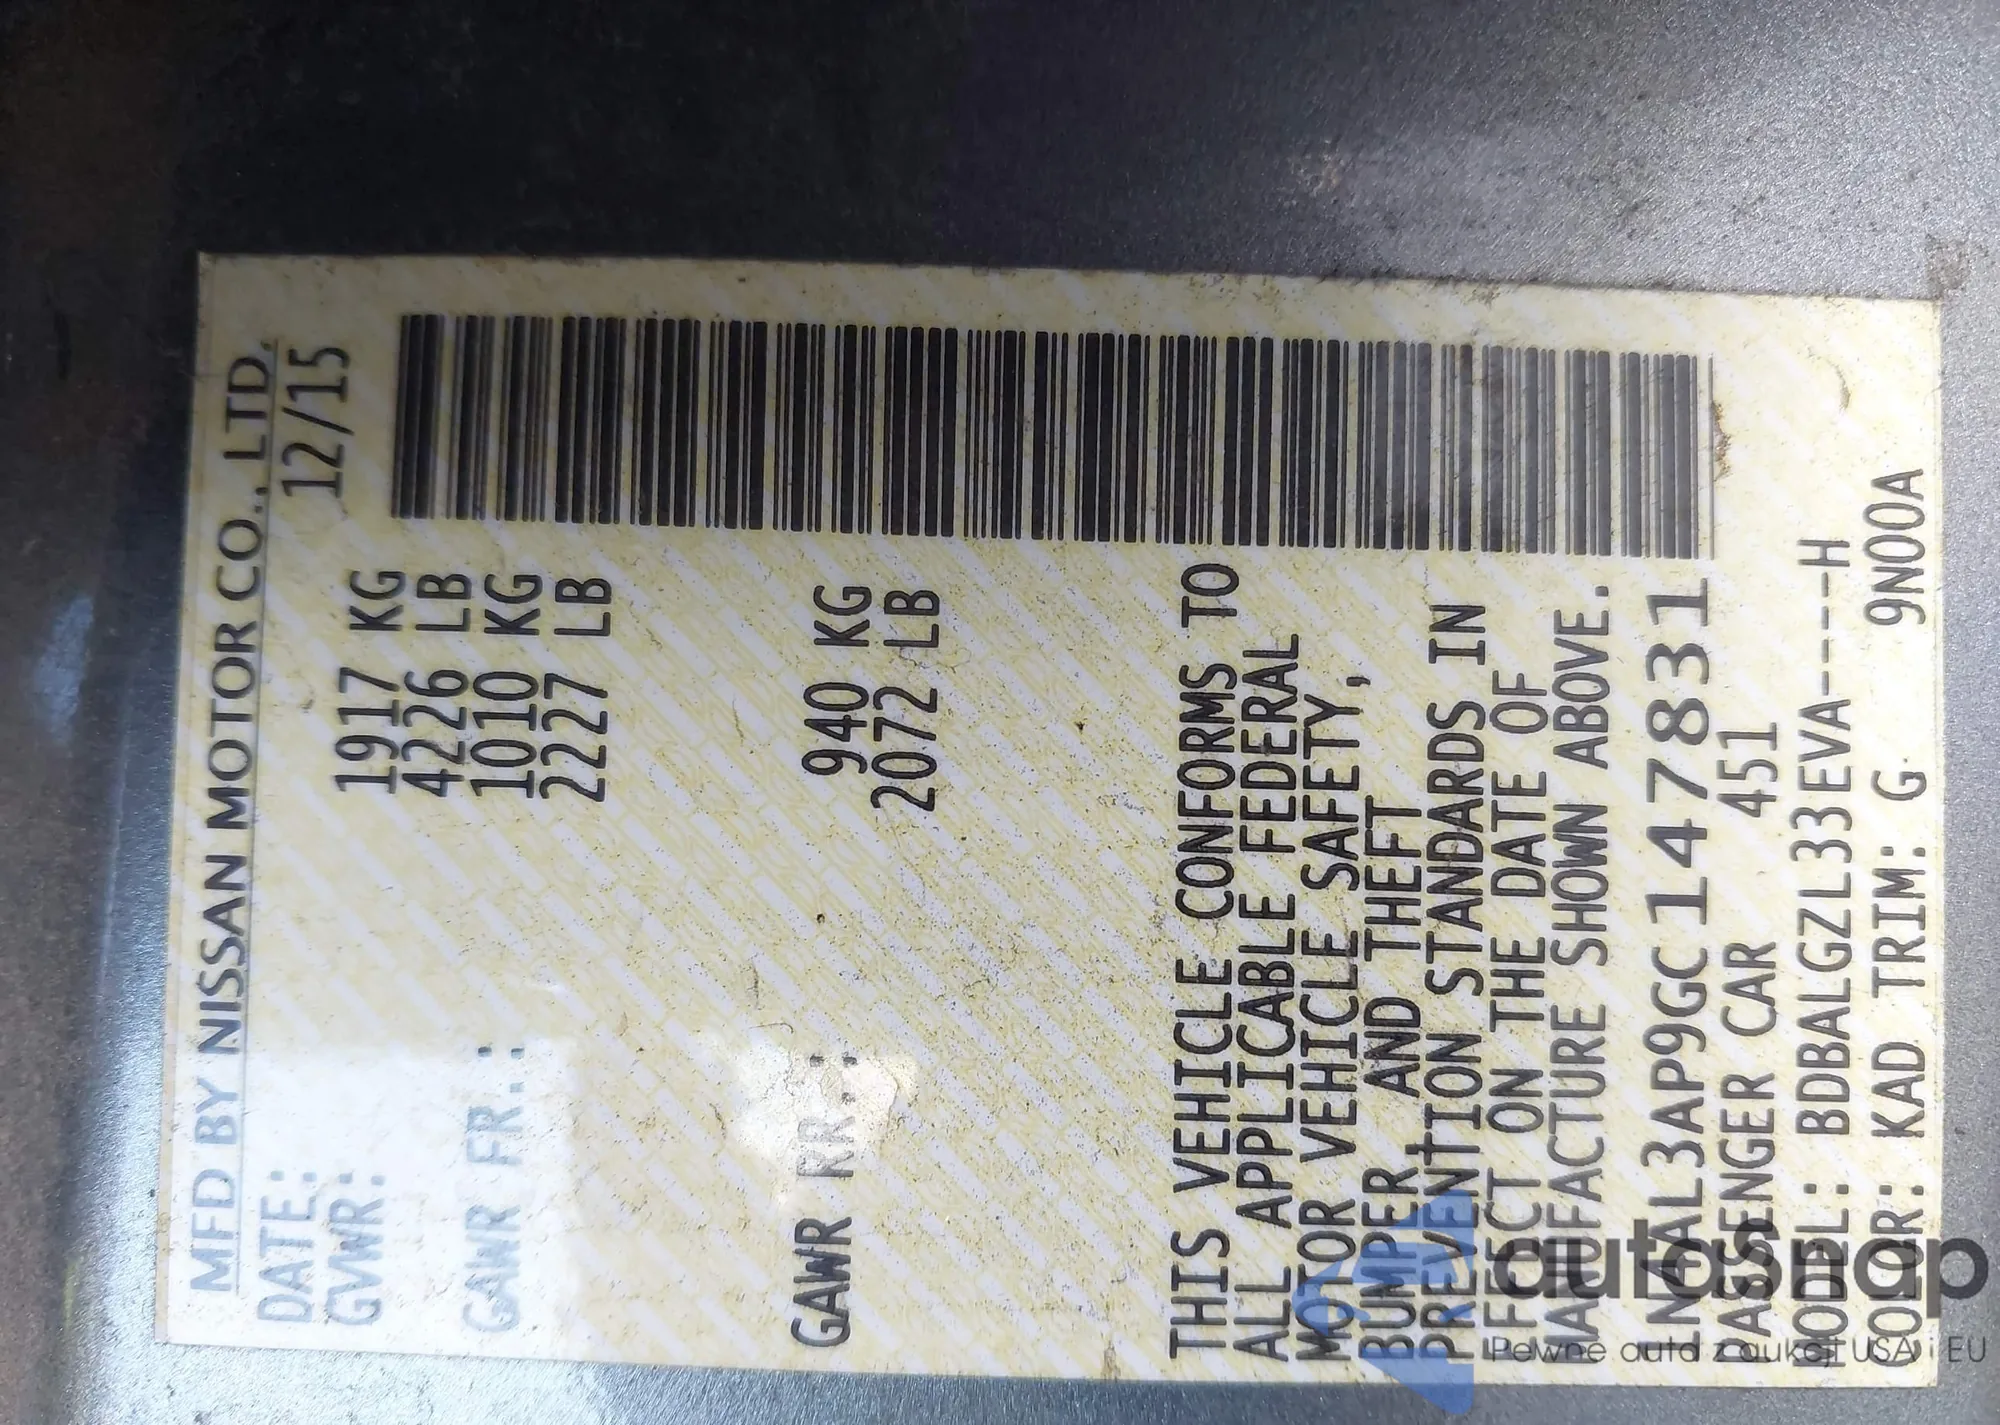 MFD BY NISSAN MOTOR CO., LTD.
DATE: 12/15
GVWR: 1917 KG
4226 LB
GAWR FR.: 1010 KG
2227 LB
GAWR RR.: 940 KG
2072 LB
THIS VEHICLE CONFORMS TO
ALL APPLICABLE FEDERAL
MOTOR VEHICLE SAFETY,
BUMPER, AND THEFT
PREVENTION STANDARDS IN
EFFECT ON THE DATE OF
MANUFACTURE SHOWN ABOVE.
1N4AL3AP9GC147831
PASSENGER CAR 451
MODEL: BDBALGZL33EVA----H
COLOR: KAD TRIM: G 9N00A
autasnap
Pewne auta z aukcji USA i EU